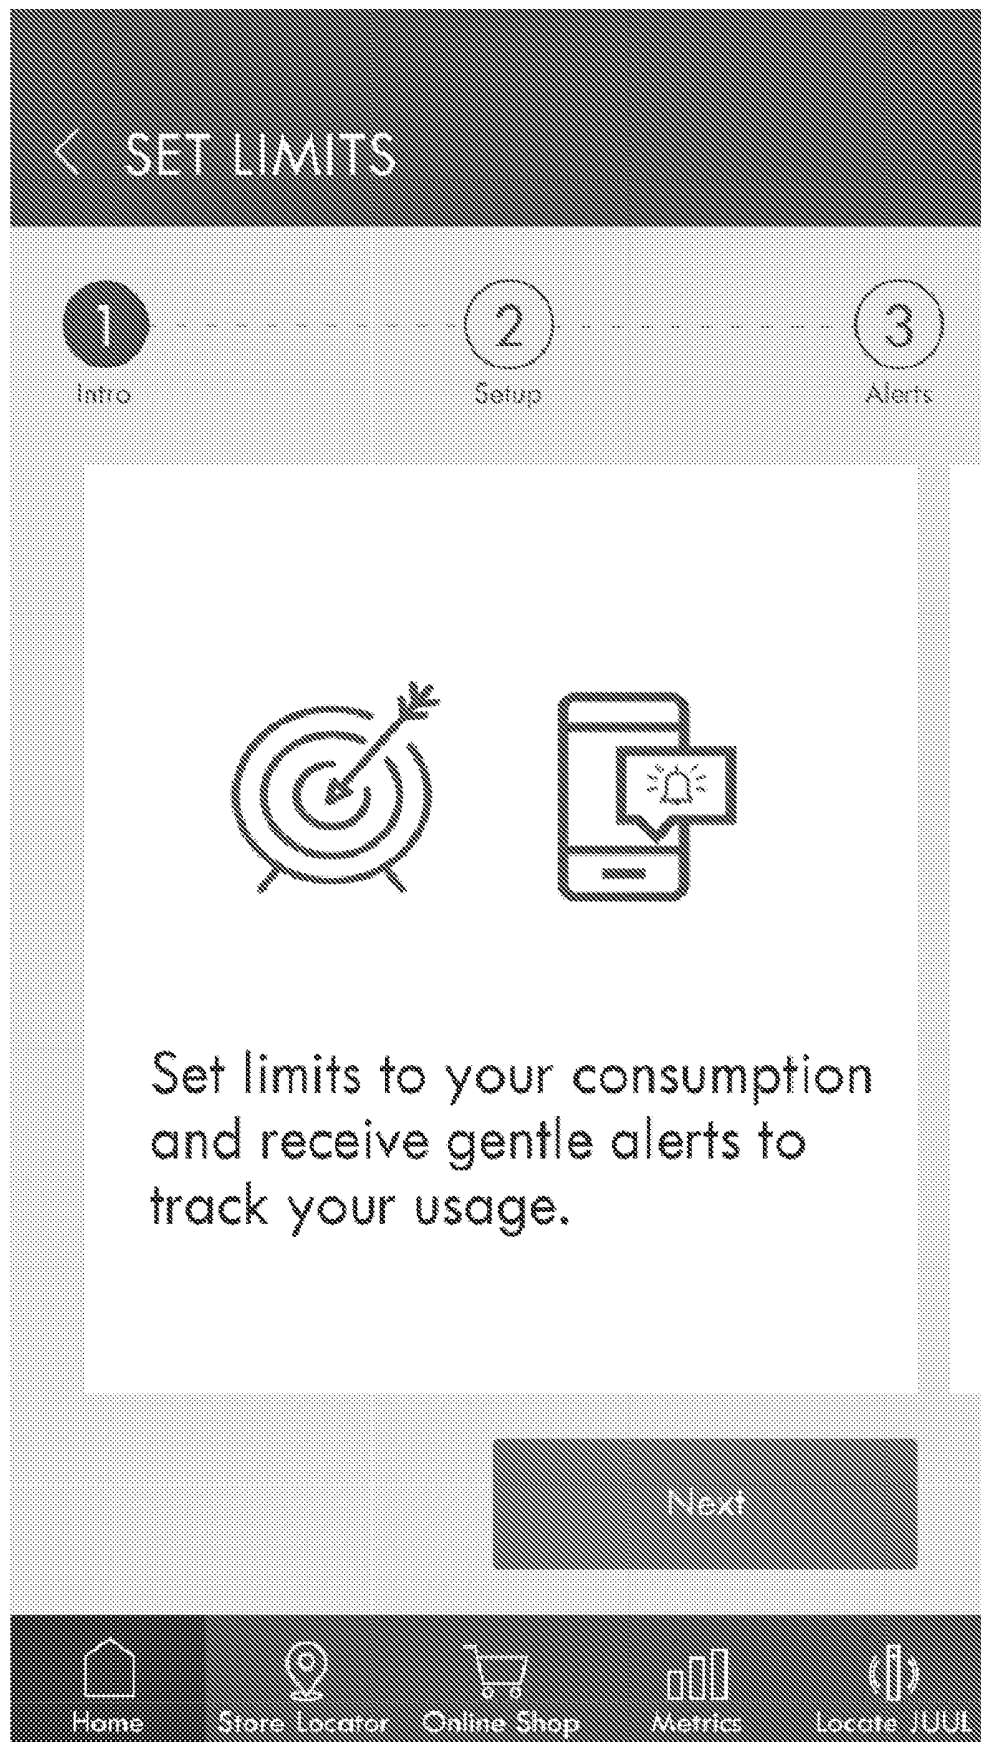 < SET LIMITS
1 2 3
Intro Setup Alerts
Set limits to your consumption
and receive gentle alerts to
track your usage.
Next
Home Store Locator Online Shop Metrics Locate JUUL